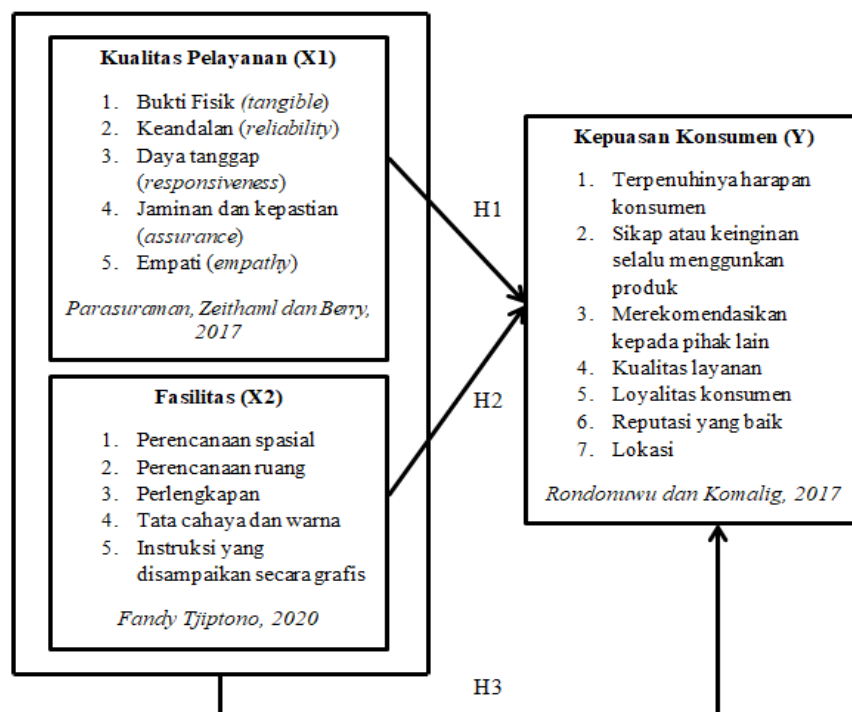 Kualitas Pelayanan (X1)
1. Bukti Fisik (tangible)
2. Keandalan (reliability)
3. Daya tanggap
(responsiveness)
4. Jaminan dan kepastian
(assurance)
5. Empati (empathy)
Parasuraman, Zeithaml dan Berry,
2017
Fasilitas (X2)
1. Perencanaan spasial
2. Perencanaan ruang
3. Perlengkapan
4. Tata cahaya dan warna
5. Instruksi yang
disampaikan secara grafis
Fandy Tjiptono, 2020
H1
H2
H3
Kepuasan Konsumen (Y)
1. Terpenuhinya harapan
konsumen
2. Sikap atau keinginan
selalu menggunkan
produk
3. Merekomendasikan
kepada pihak lain
4. Kualitas layanan
5. Loyalitas konsumen
6. Reputasi yang baik
7. Lokasi
Rondonuwu dan Komalig, 2017